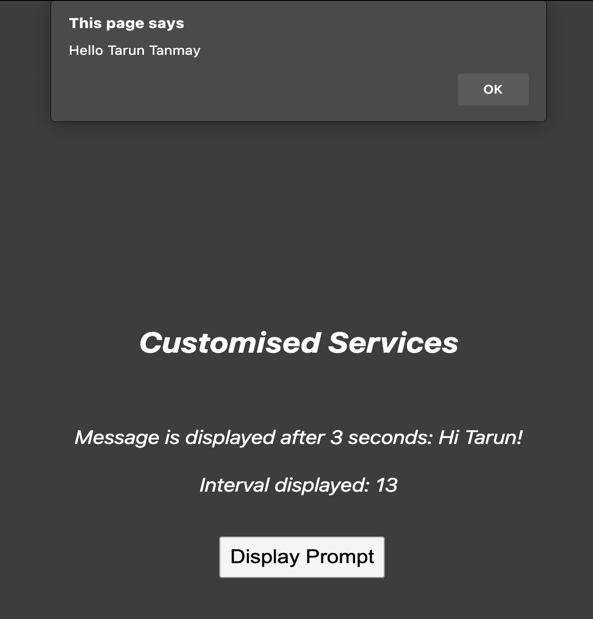 This page says
Hello Tarun Tanmay
OK
Customised Services
Message is displayed after 3 seconds: Hi Tarun!
Interval displayed: 13
Display Prompt